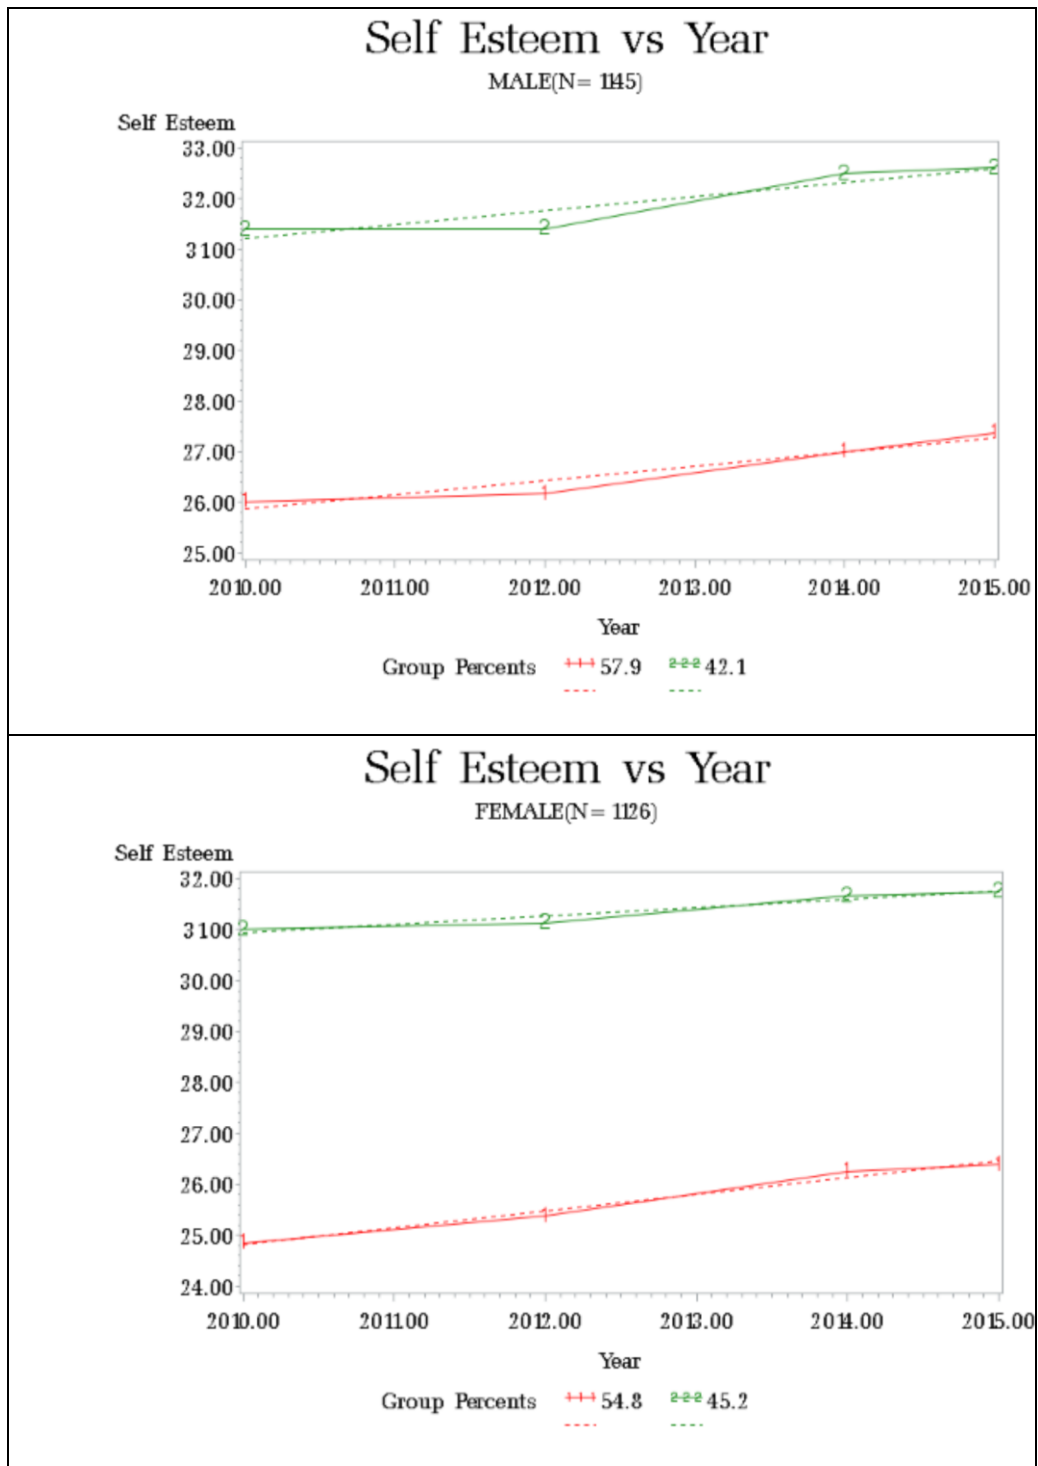 Self Esteem vs Year
MALE(N= 1145)
Self Esteem
33.00
32.00
31.00
30.00
29.00
28.00
27.00
26.00
25.00
2010.00 2011.00 2012.00 2013.00 2014.00 2015.00
Year
Group Percents 57.9 42.1
Self Esteem vs Year
FEMALE(N= 1126)
Self Esteem
32.00
31.00
30.00
29.00
28.00
27.00
26.00
25.00
24.00
2010.00 2011.00 2012.00 2013.00 2014.00 2015.00
Year
Group Percents 54.8 45.2